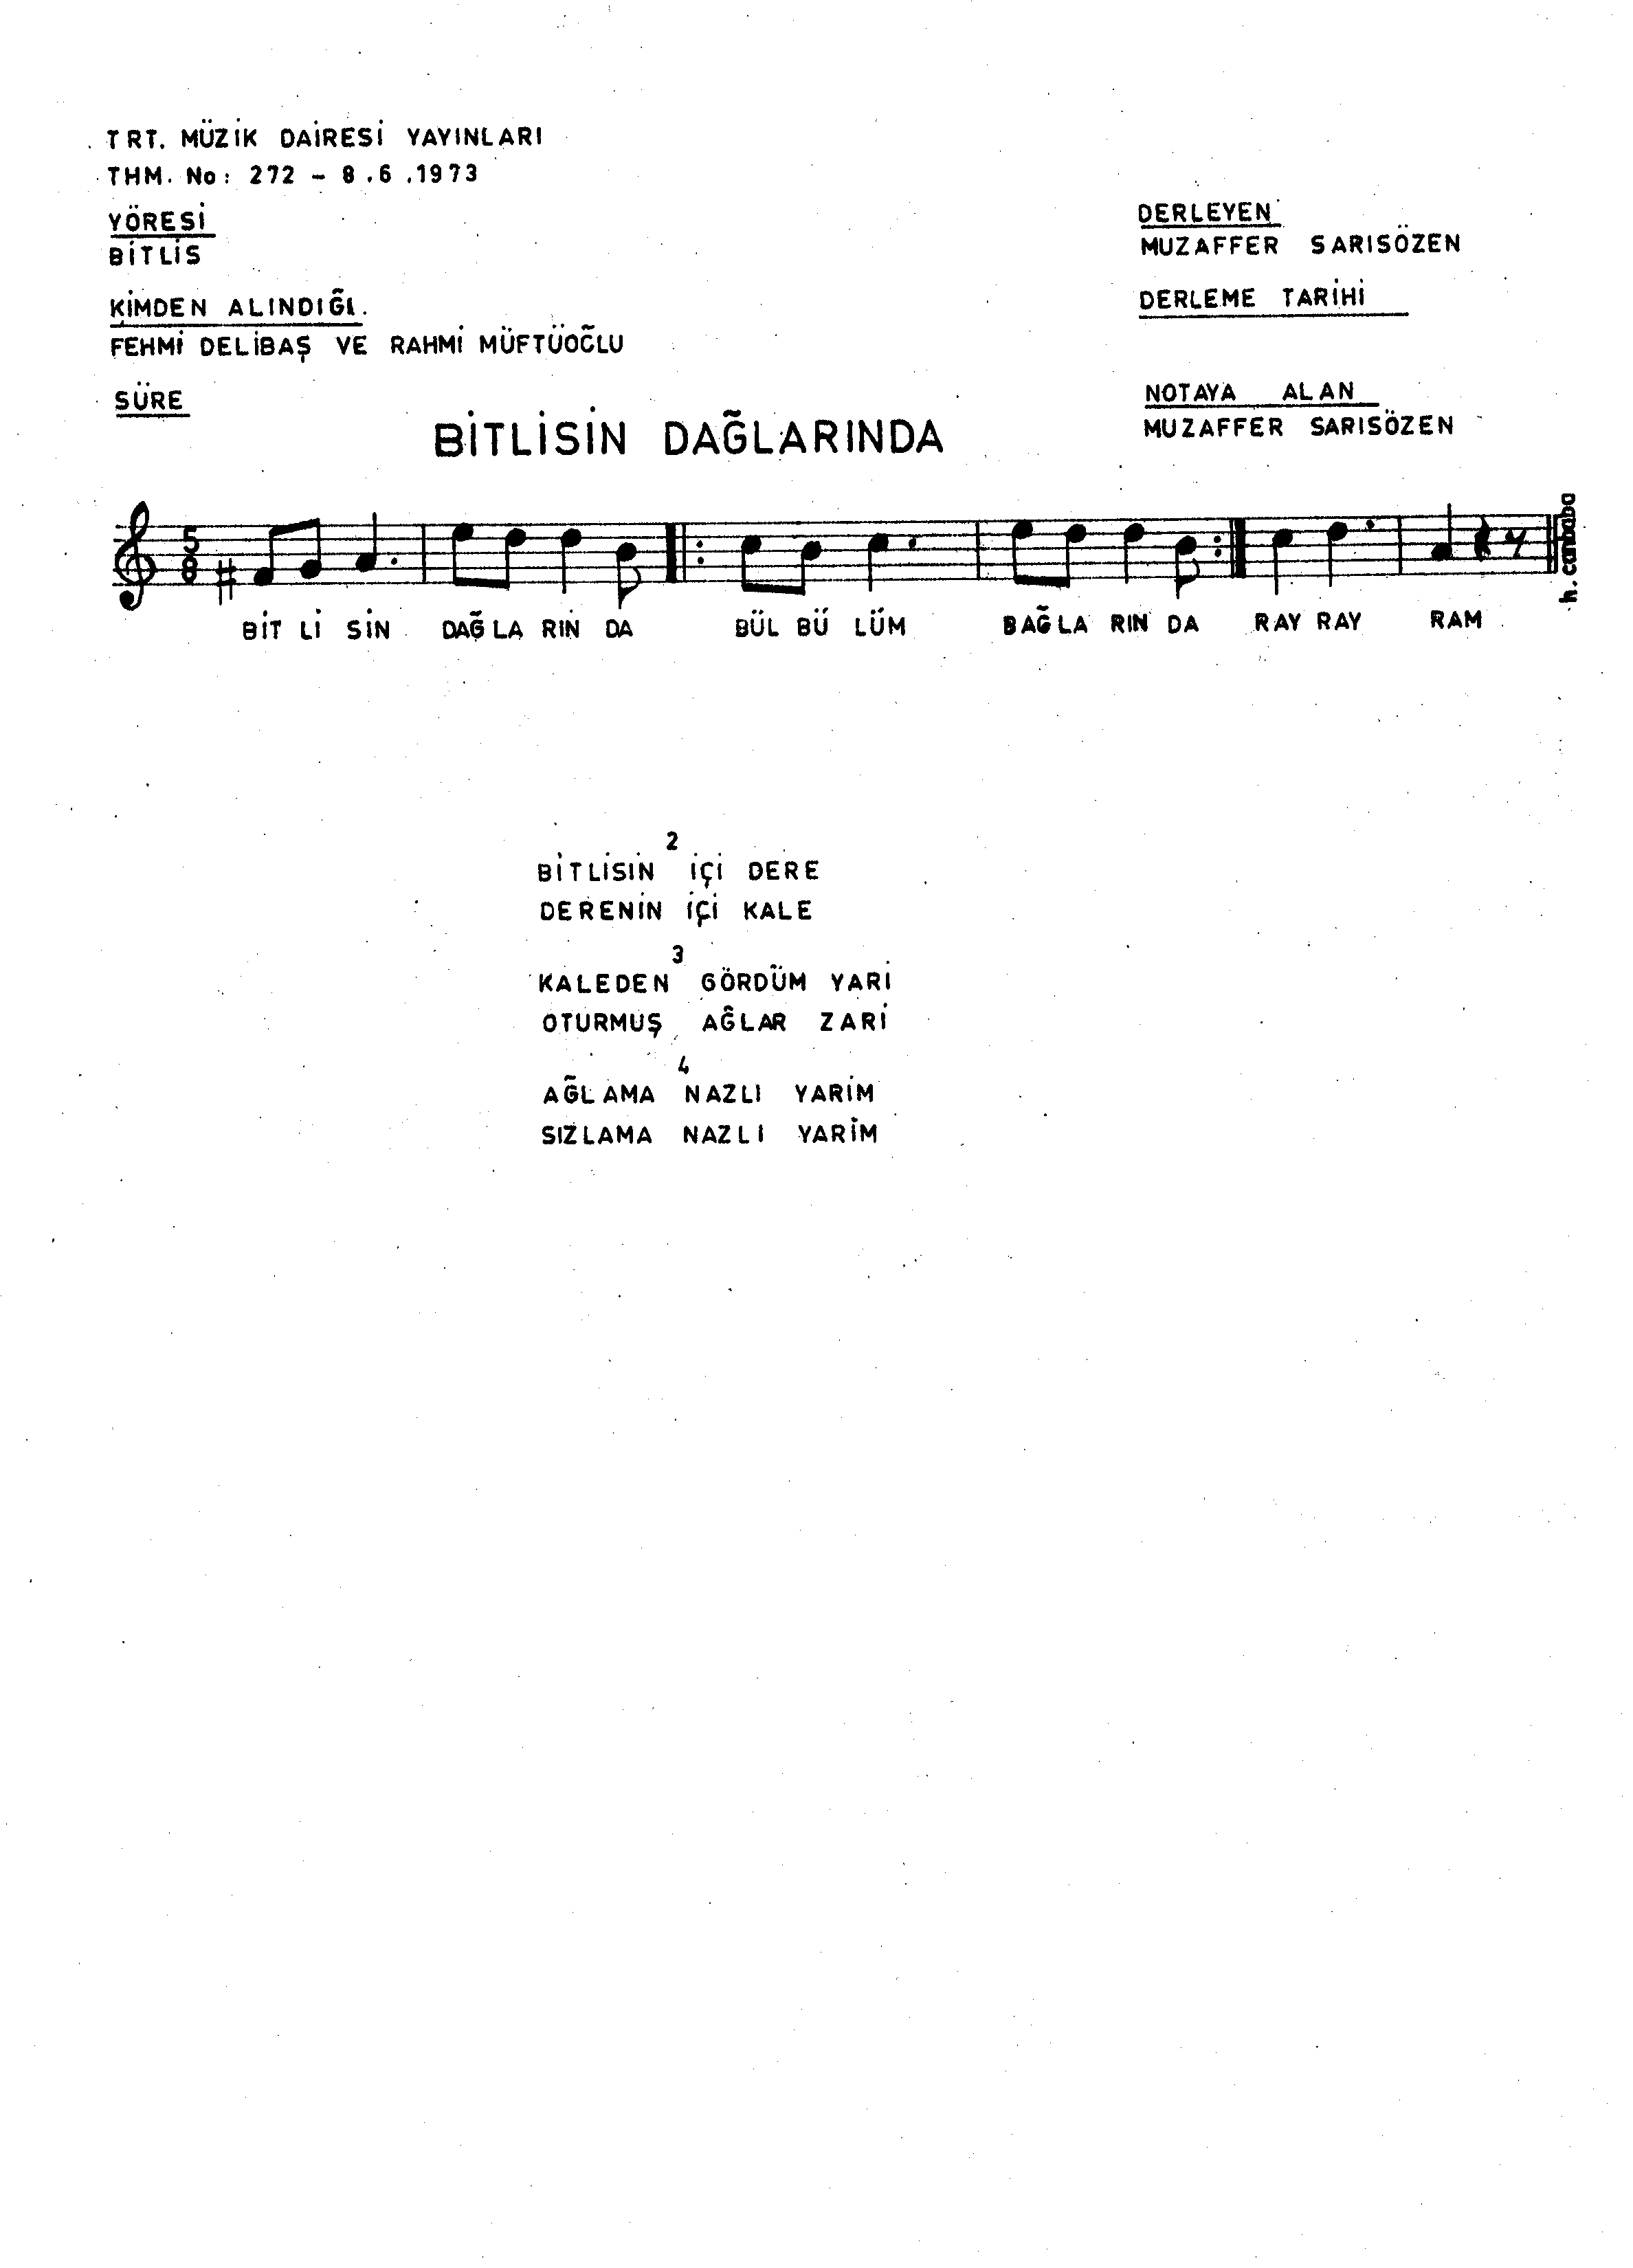 TRT. MÜZİK DAİRESİ YAYINLARI
THM. No: 272 - 8.6.1973
YÖRESİ
BİTLİS
KİMDEN ALINDIĞI.
FEHMİ DELİBAŞ VE RAHMİ MÜFTÜOĞLU
SÜRE
DERLEYEN
MUZAFFER SARISÖZEN
DERLEME TARİHİ
NOTAYA ALAN
MUZAFFER SARISÖZEN
BİTLİSİN DAĞLARINDA
5
8
BİT Lİ SİN DAĞ LA RIN DA BÜL BÜ LÜM BAĞ LA RIN DA RAY RAY RAM
h. canbaba
2
BİTLİSİN İÇİ DERE
DERENİN İÇİ KALE
3
KALEDEN GÖRDÜM YARİ
OTURMUŞ AĞLAR ZARİ
4
AĞLAMA NAZLI YARİM
SIZLAMA NAZLI YARİM